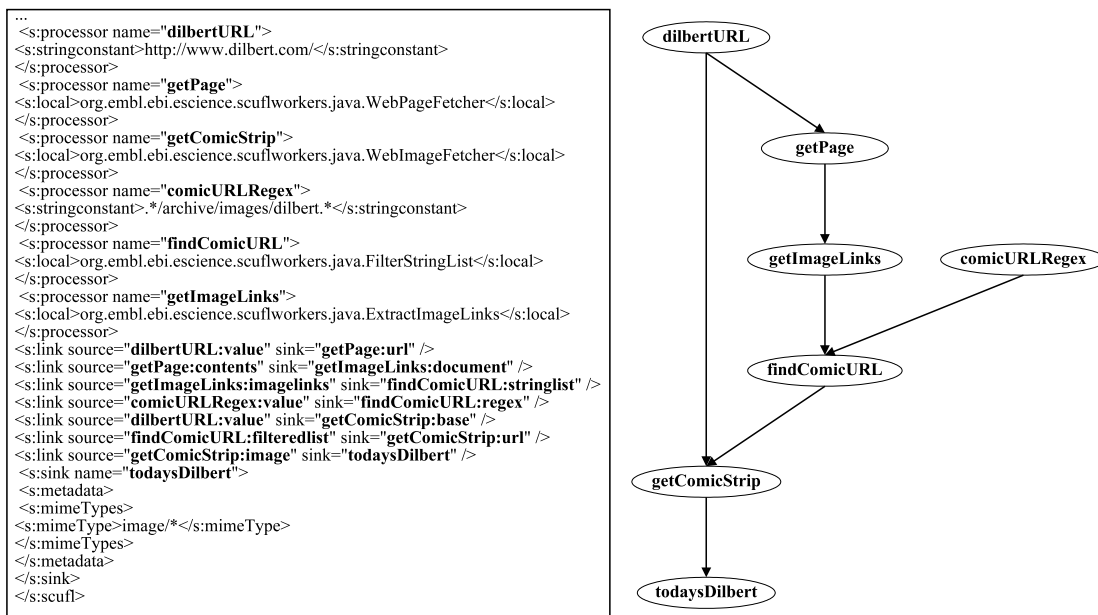 ...
<s:processor name="dilbertURL">
<s:stringconstant>http://www.dilbert.com/</s:stringconstant>
</s:processor>
<s:processor name="getPage">
<s:local>org.embl.ebi.escience.scuflworkers.java.WebPageFetcher</s:local>
</s:processor>
<s:processor name="getComicStrip">
<s:local>org.embl.ebi.escience.scuflworkers.java.WebImageFetcher</s:local>
</s:processor>
<s:processor name="comicURLRegex">
<s:stringconstant>.*/archive/images/dilbert.*</s:stringconstant>
</s:processor>
<s:processor name="findComicURL">
<s:local>org.embl.ebi.escience.scuflworkers.java.FilterStringList</s:local>
</s:processor>
<s:processor name="getImageLinks">
<s:local>org.embl.ebi.escience.scuflworkers.java.ExtractImageLinks</s:local>
</s:processor>
<s:link source="dilbertURL:value" sink="getPage:url" />
<s:link source="getPage:contents" sink="getImageLinks:document" />
<s:link source="getImageLinks:imagelinks" sink="findComicURL:stringlist" />
<s:link source="comicURLRegex:value" sink="findComicURL:regex" />
<s:link source="dilbertURL:value" sink="getComicStrip:base" />
<s:link source="findComicURL:filteredlist" sink="getComicStrip:url" />
<s:link source="getComicStrip:image" sink="todaysDilbert" />
<s:sink name="todaysDilbert">
<s:metadata>
<s:mimeTypes>
<s:mimeType>image/*</s:mimeType>
</s:mimeTypes>
</s:metadata>
</s:sink>
</s:scufl>
dilbertURL
getPage
getImageLinks
comicURLRegex
findComicURL
getComicStrip
todaysDilbert